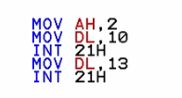 MOV AH,2
MOV DL,10
INT 21H
MOV DL,13
INT 21H